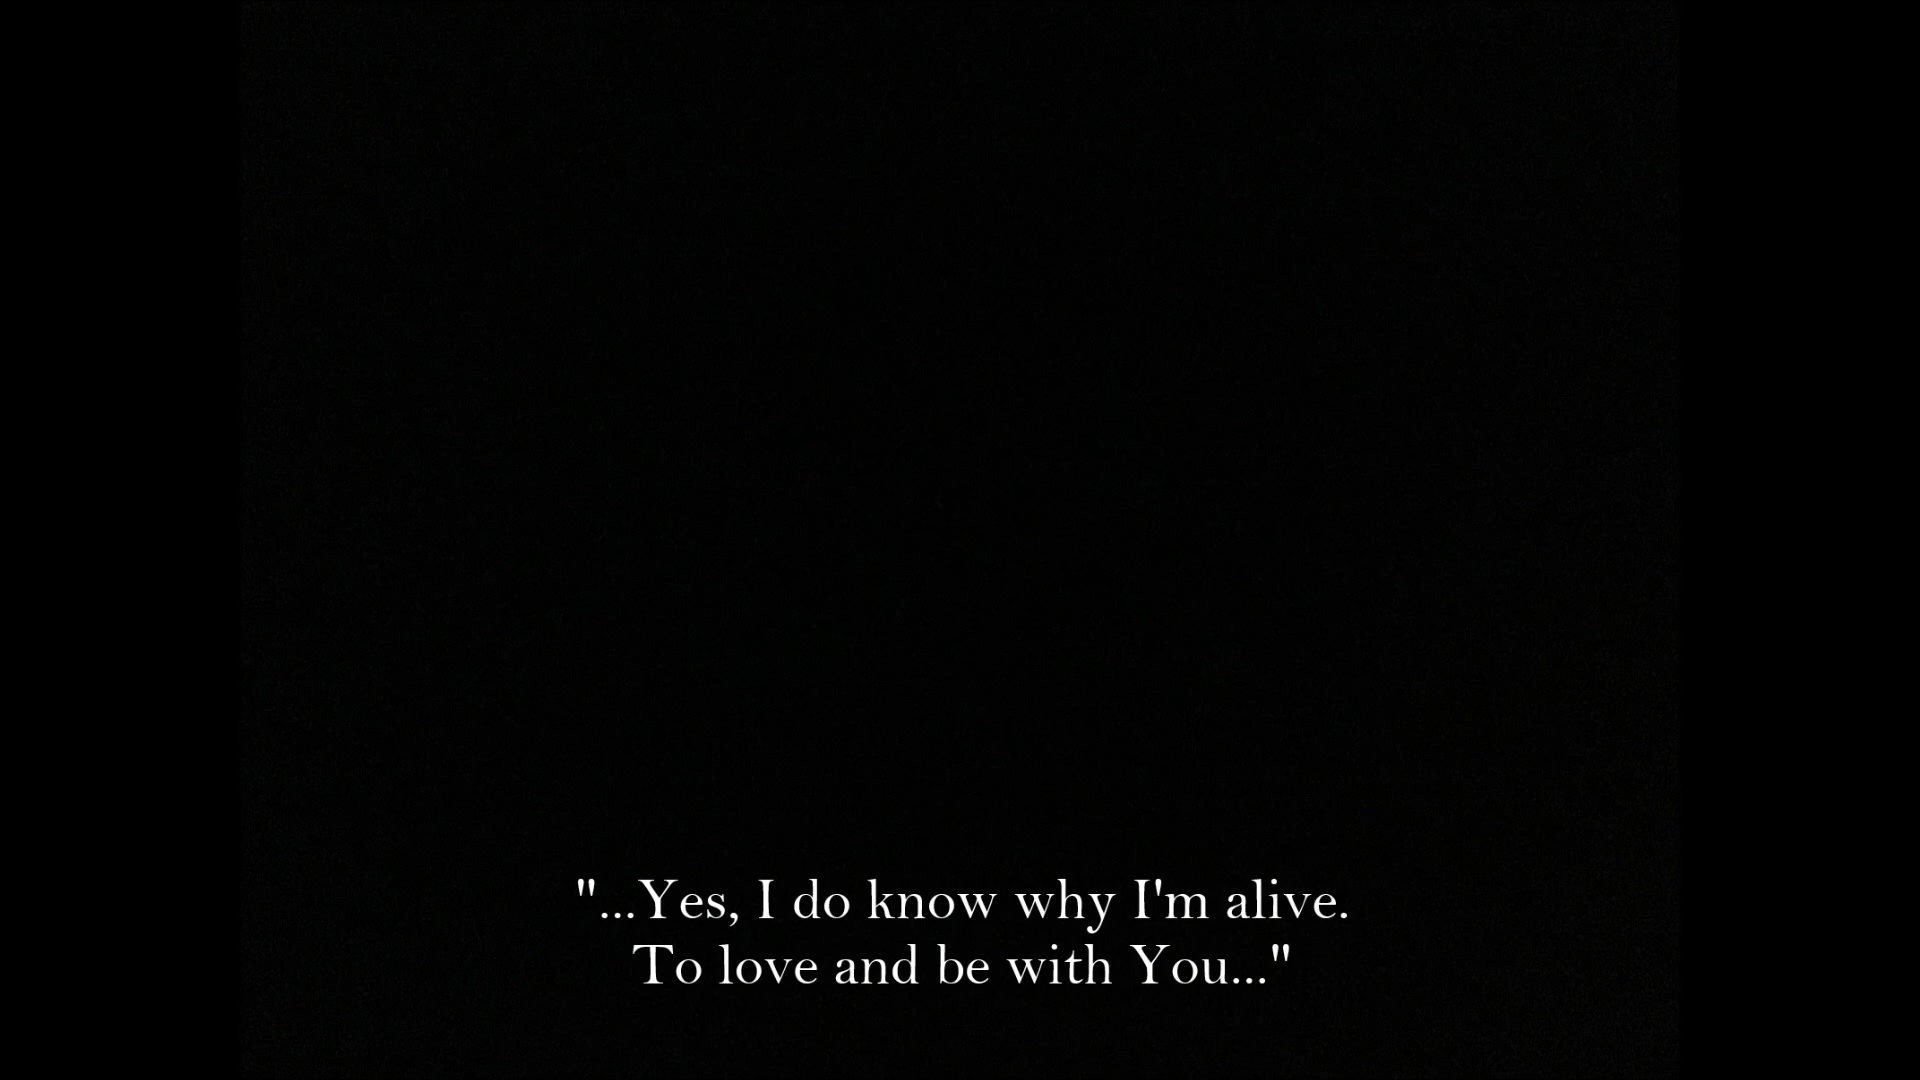 "...Yes, I do know why I'm alive.
To love and be with You..."